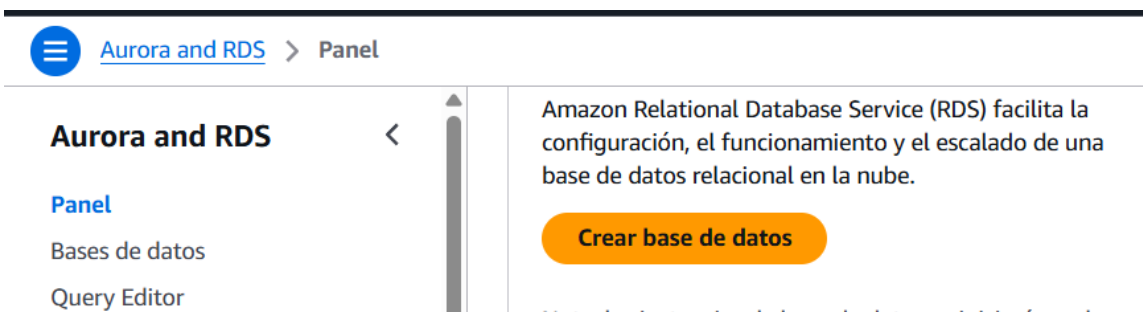 Aurora and RDS > Panel
Aurora and RDS
Panel
Bases de datos
Query Editor
Amazon Relational Database Service (RDS) facilita la
configuración, el funcionamiento y el escalado de una
base de datos relacional en la nube.
Crear base de datos